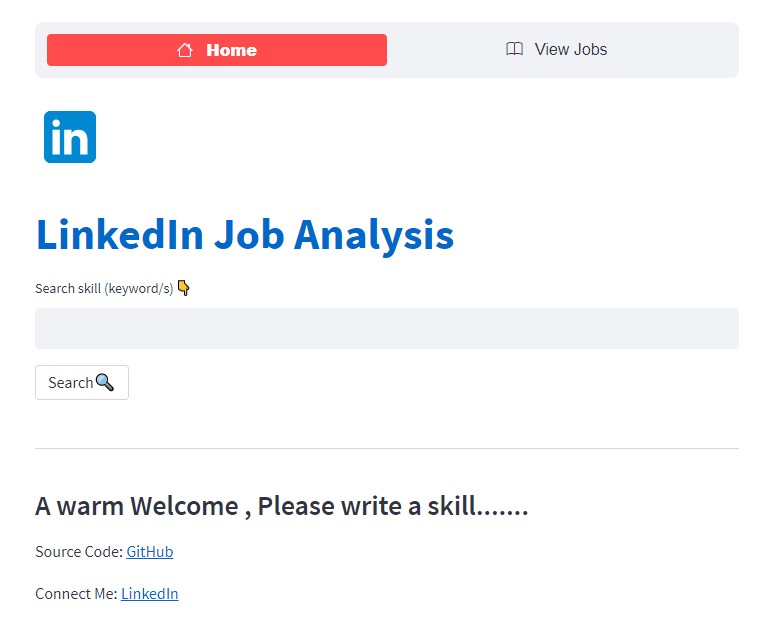 Home
View Jobs
in
LinkedIn Job Analysis
Search skill (keyword/s)👇
Search🔍
A warm Welcome , Please write a skill.......
Source Code: GitHub
Connect Me: LinkedIn